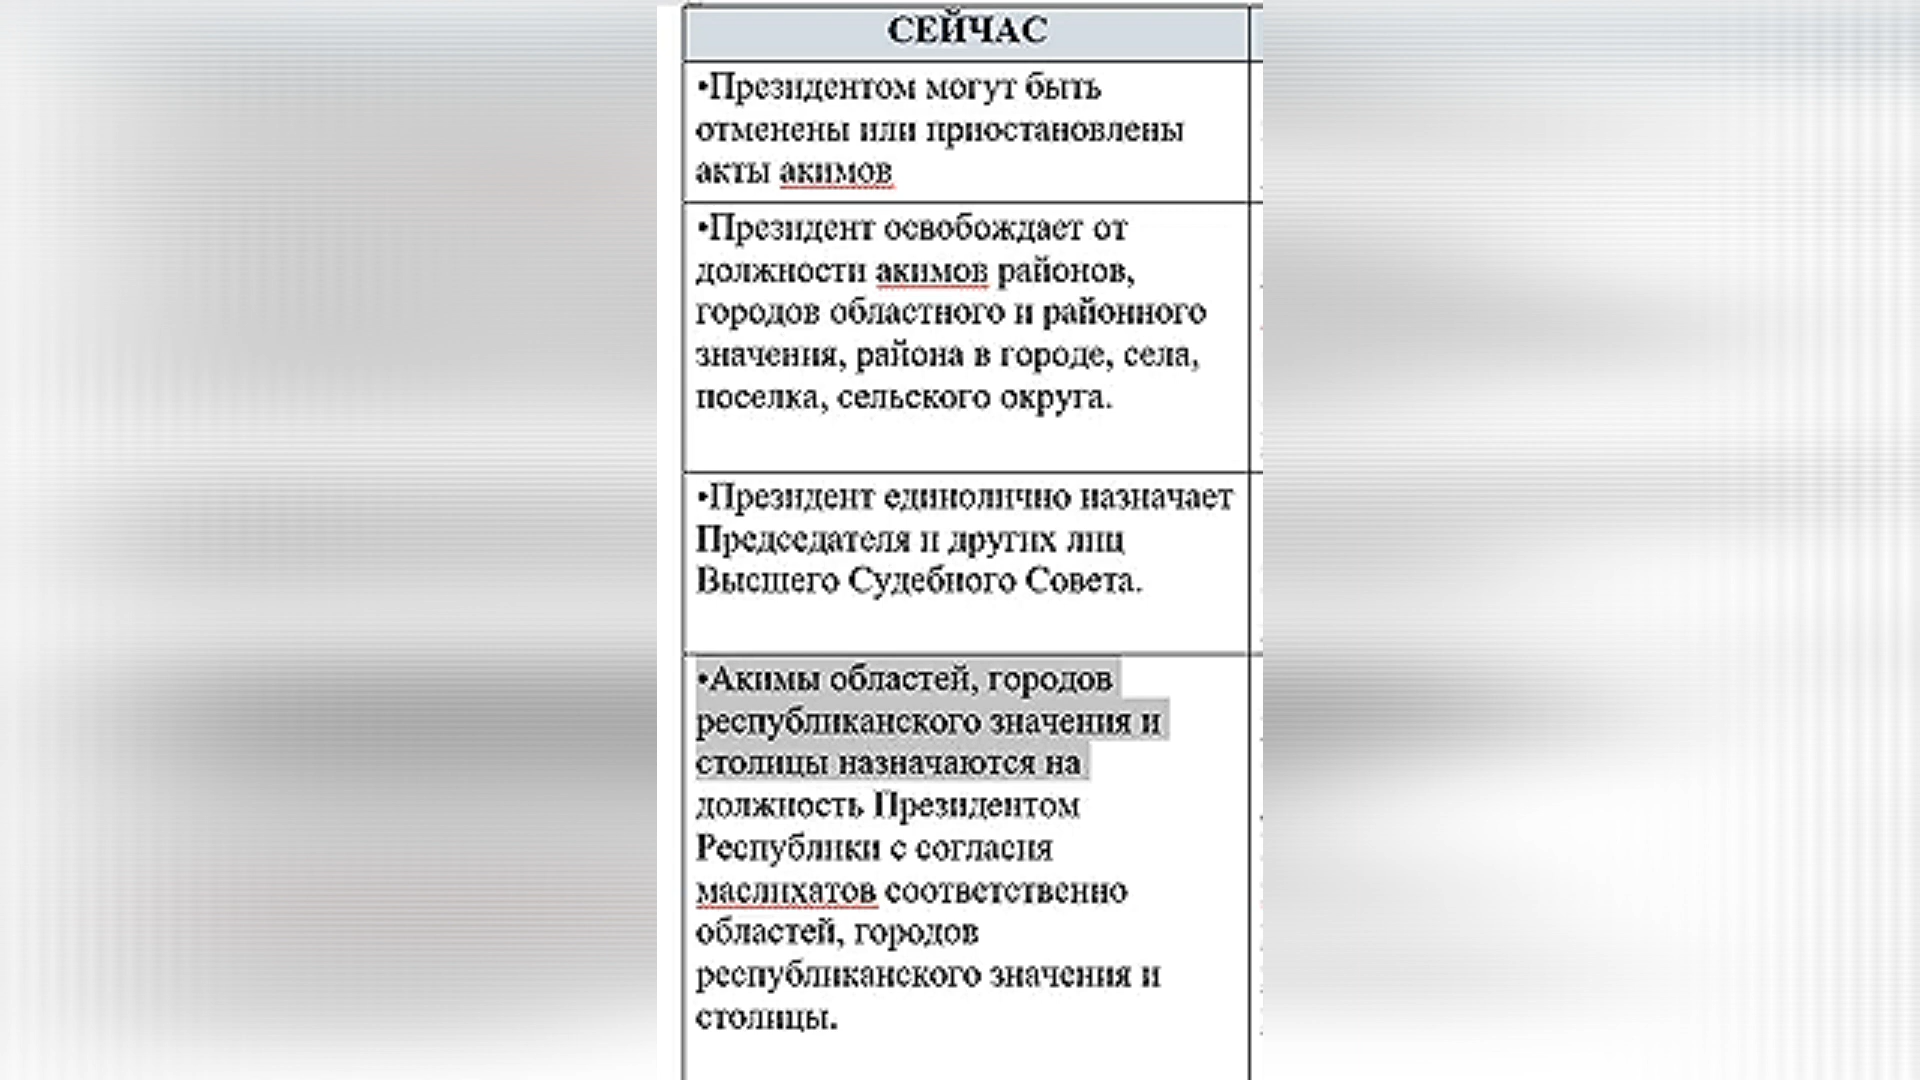 СЕЙЧАС
•Президентом могут быть
отменены или приостановлены
акты акимов
•Президент освобождает от
должности акимов районов,
городов областного и районного
значения, района в городе, села,
поселка, сельского округа.
•Президент единолично назначает
Председателя и других лиц
Высшего Судебного Совета.
•Акимы областей, городов
республиканского значения и
столицы назначаются на
должность Президентом
Республики с согласия
маслихатов соответственно
областей, городов
республиканского значения и
столицы.